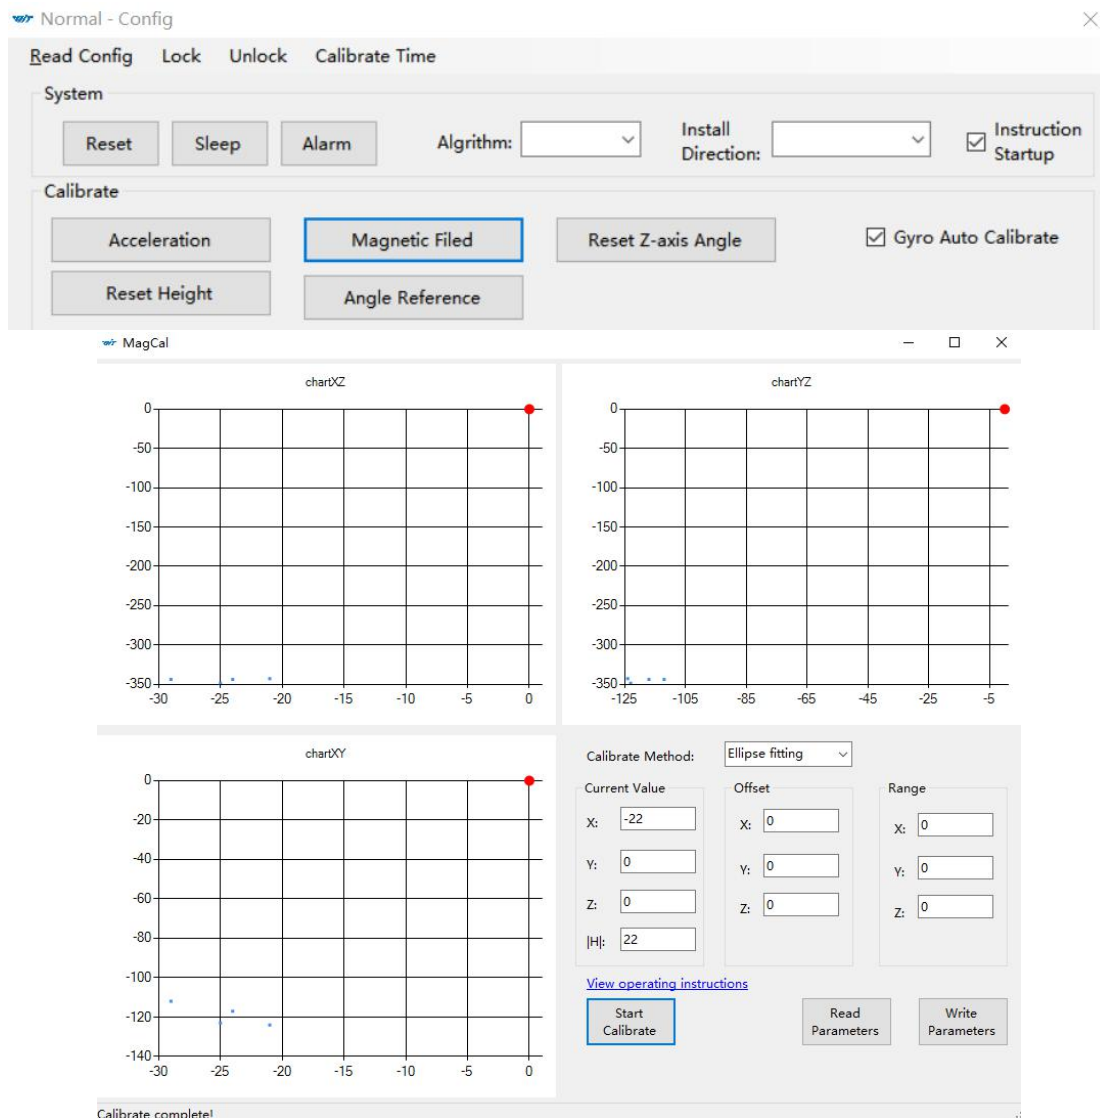 WIT Normal - Config
Read Config Lock Unlock Calibrate Time
System
Reset Sleep Alarm Algrithm: Install Direction: Instruction Startup
Calibrate
Acceleration Magnetic Filed Reset Z-axis Angle Gyro Auto Calibrate
Reset Height Angle Reference
WIT MagCal
chartXZ
0
-50
-100
-150
-200
-250
-300
-350
-30 -25 -20 -15 -10 -5 0
chartYZ
0
-50
-100
-150
-200
-250
-300
-350
-125 -105 -85 -65 -45 -25 -5
chartXY
0
-20
-40
-60
-80
-100
-120
-140
-30 -25 -20 -15 -10 -5 0
Calibrate Method: Ellipse fitting
Current Value
X: -22
Y: 0
Z: 0
|H|: 22
Offset
X: 0
Y: 0
Z: 0
Range
X: 0
Y: 0
Z: 0
View operating instructions
Start
Calibrate
Read
Parameters
Write
Parameters
Calibrate complete!